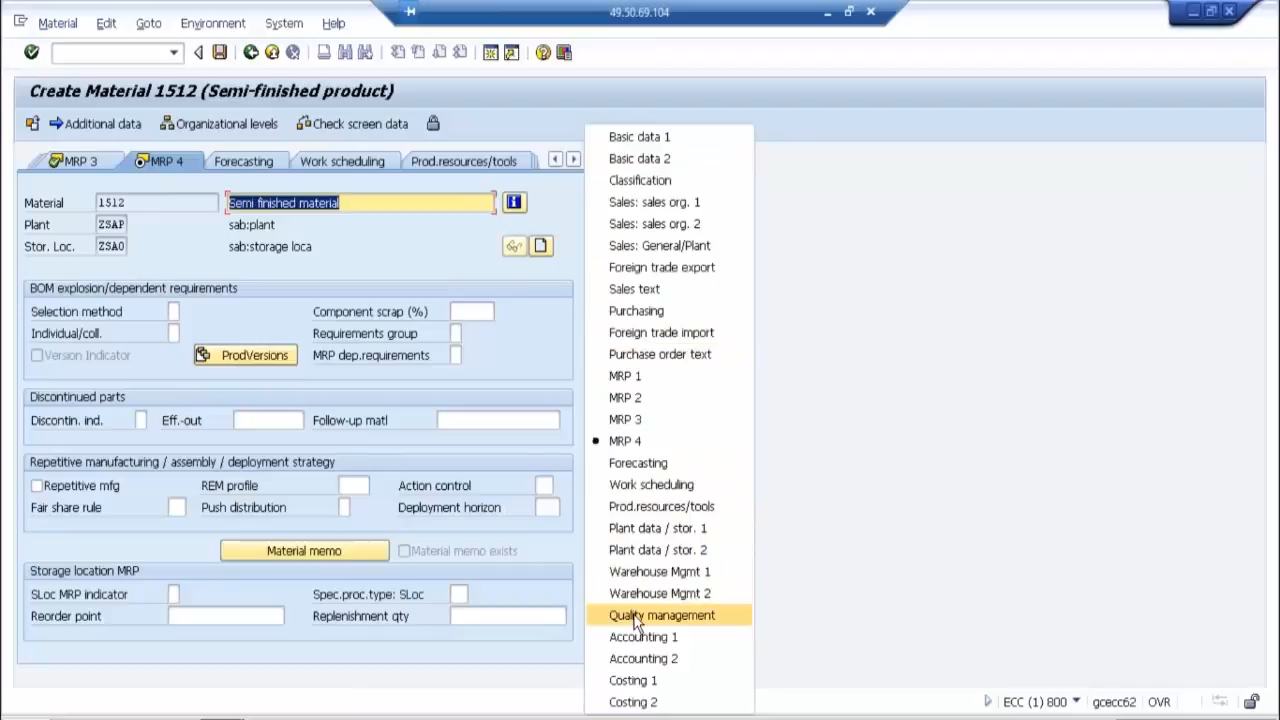 49.50.69.104
Material Edit Goto Environment System Help
Create Material 1512 (Semi-finished product)
Additional data Organizational levels Check screen data
MRP 3 MRP 4 Forecasting Work scheduling Prod.resources/tools
Material 1512 Semi finished material
Plant ZSAP sab:plant
Stor. Loc. ZSAO sab:storage loca
BOM explosion/dependent requirements
Selection method Component scrap (%)
Individual/coll. Requirements group
Version Indicator ProdVersions MRP dep.requirements
Discontinued parts
Discontin. ind. Eff.-out Follow-up matl
Repetitive manufacturing / assembly / deployment strategy
Repetitive mfg REM profile Action control
Fair share rule Push distribution Deployment horizon
Material memo Material memo exists
Storage location MRP
SLoc MRP indicator Spec.proc.type: SLoc
Reorder point Replenishment qty
Basic data 1
Basic data 2
Classification
Sales: sales org. 1
Sales: sales org. 2
Sales: General/Plant
Foreign trade export
Sales text
Purchasing
Foreign trade import
Purchase order text
MRP 1
MRP 2
MRP 3
MRP 4
Forecasting
Work scheduling
Prod.resources/tools
Plant data / stor. 1
Plant data / stor. 2
Warehouse Mgmt 1
Warehouse Mgmt 2
Quality management
Accounting 1
Accounting 2
Costing 1
Costing 2
ECC (1) 800 gcecc62 OVR